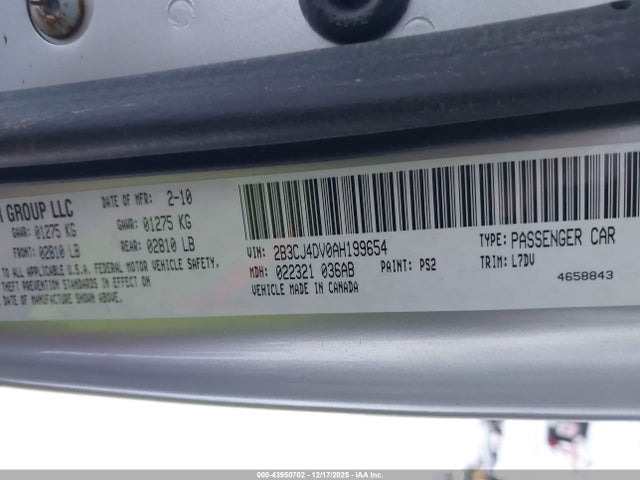 GROUP LLC
DATE OF MFR: 2-10
GAWR: 01275 KG
GAWR: 01275 KG
FRONT: 02810 LB
REAR: 02810 LB
TO ALL APPLICABLE U.S.A. FEDERAL MOTOR VEHICLE SAFETY,
THEFT PREVENTION STANDARDS IN EFFECT ON
DATE OF MANUFACTURE SHOWN ABOVE.
VIN: 2B3CJ4DV0AH199654
TYPE: PASSENGER CAR
MDH: 022321 036AB
PAINT: PS2
TRIM: L7DV
VEHICLE MADE IN CANADA
4658843
000-43950702 - 12/17/2025 - IAA Inc.